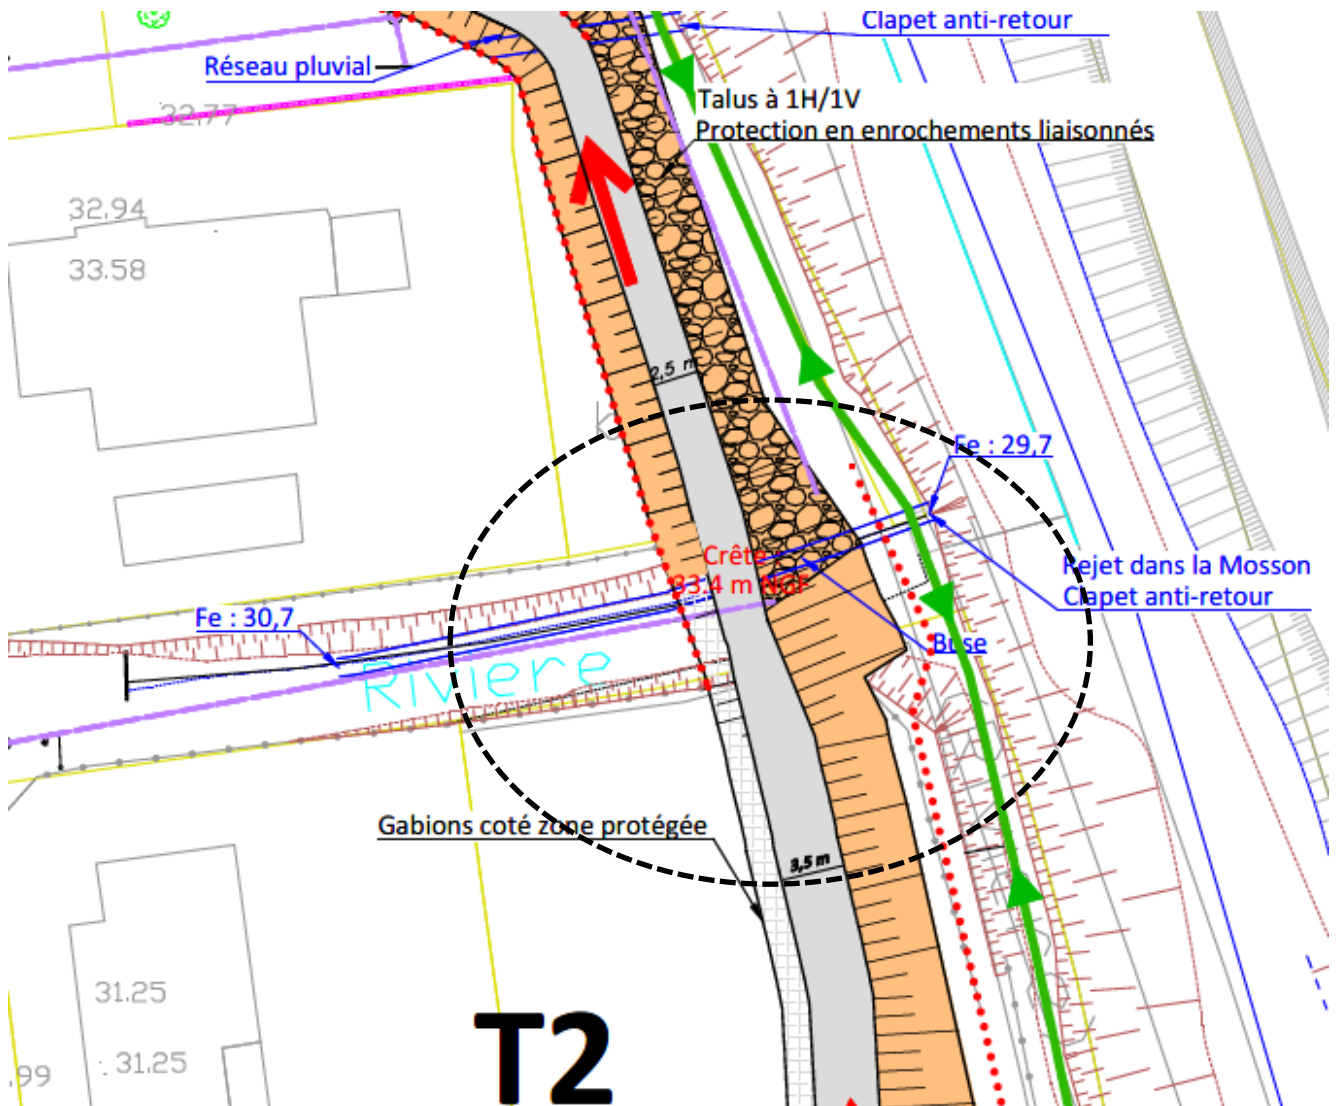 Clapet anti-retour
Réseau pluvial
32.77
Talus à 1H/1V
Protection en enrochements liaisonnés
32.94
33.58
2,5 m
Fe : 29,7
Crête
33.4 m NGF
Rejet dans la Mosson
Clapet anti-retour
Fe : 30,7
Buse
Riviere
Gabions coté zone protégée
3,5 m
31.25
31.25
.99
T2